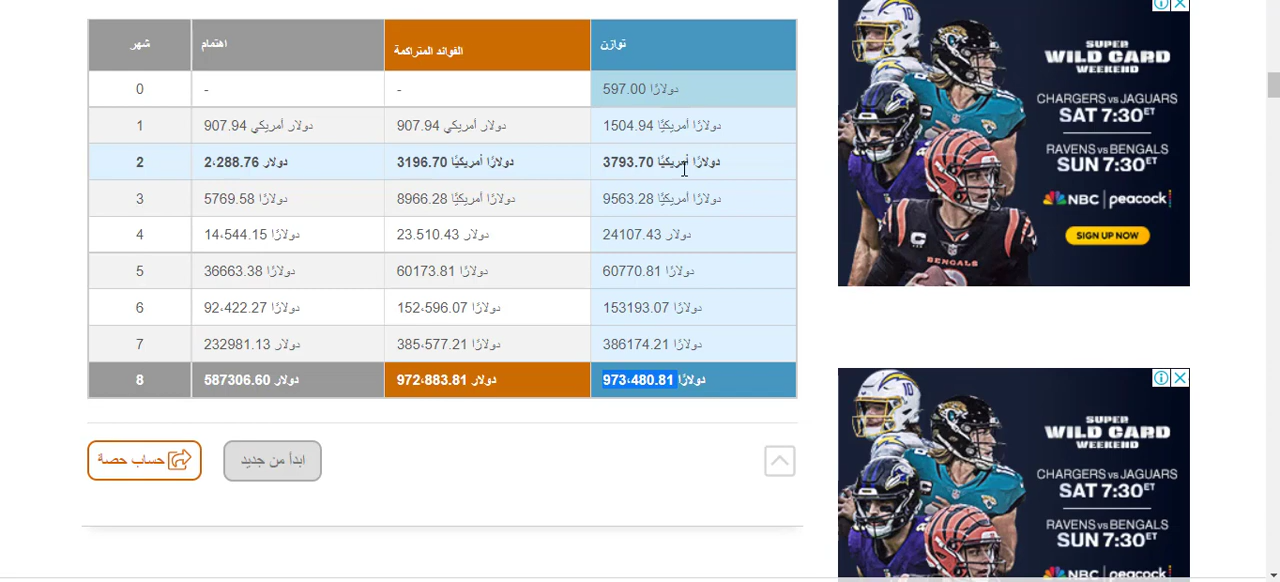 شهر اهتمام الفوائد المتراكمة توازن
0 - - 597.00 دولارًا
1 907.94 دولار أمريكي 907.94 دولار أمريكي 1504.94 دولارًا أمريكيًا
2 2،288.76 دولار 3196.70 دولارًا أمريكيًا 3793.70 دولارًا أمريكيًا
3 5769.58 دولارًا 8966.28 دولارًا أمريكيًا 9563.28 دولارًا أمريكيًا
4 14،544.15 دولارًا 23.510.43 دولار 24107.43 دولار
5 36663.38 دولارًا 60173.81 دولارًا 60770.81 دولارًا
6 92،422.27 دولارًا 152،596.07 دولارًا 153193.07 دولارًا
7 232981.13 دولار 385،577.21 دولارًا 386174.21 دولارًا
8 587306.60 دولار 972،883.81 دولار 973،480.81 دولارًا
حساب حصة
ابدأ من جديد
SUPER
WILD CARD
WEEKEND
CHARGERS vs JAGUARS
SAT 7:30ET
RAVENS vs BENGALS
SUN 7:30ET
NBC | peacock
SIGN UP NOW
BENGALS
SUPER
WILD CARD
WEEKEND
CHARGERS vs JAGUARS
SAT 7:30ET
RAVENS vs BENGALS
SUN 7:30ET
NBC | peacock